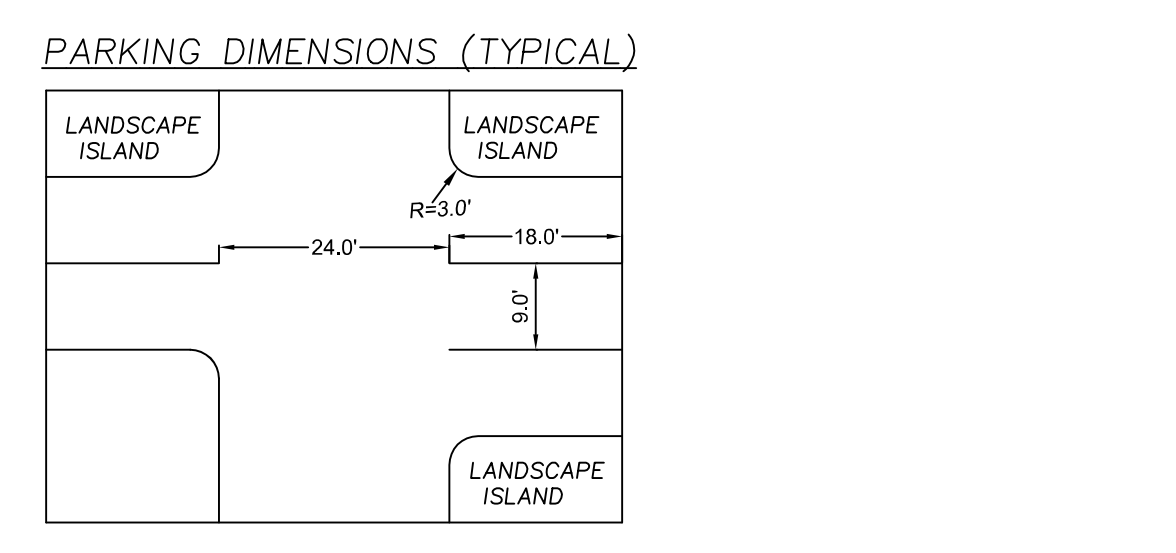 PARKING DIMENSIONS (TYPICAL)
LANDSCAPE
ISLAND
LANDSCAPE
ISLAND
R=3.0'
24.0'
18.0'
9.0'
LANDSCAPE
ISLAND